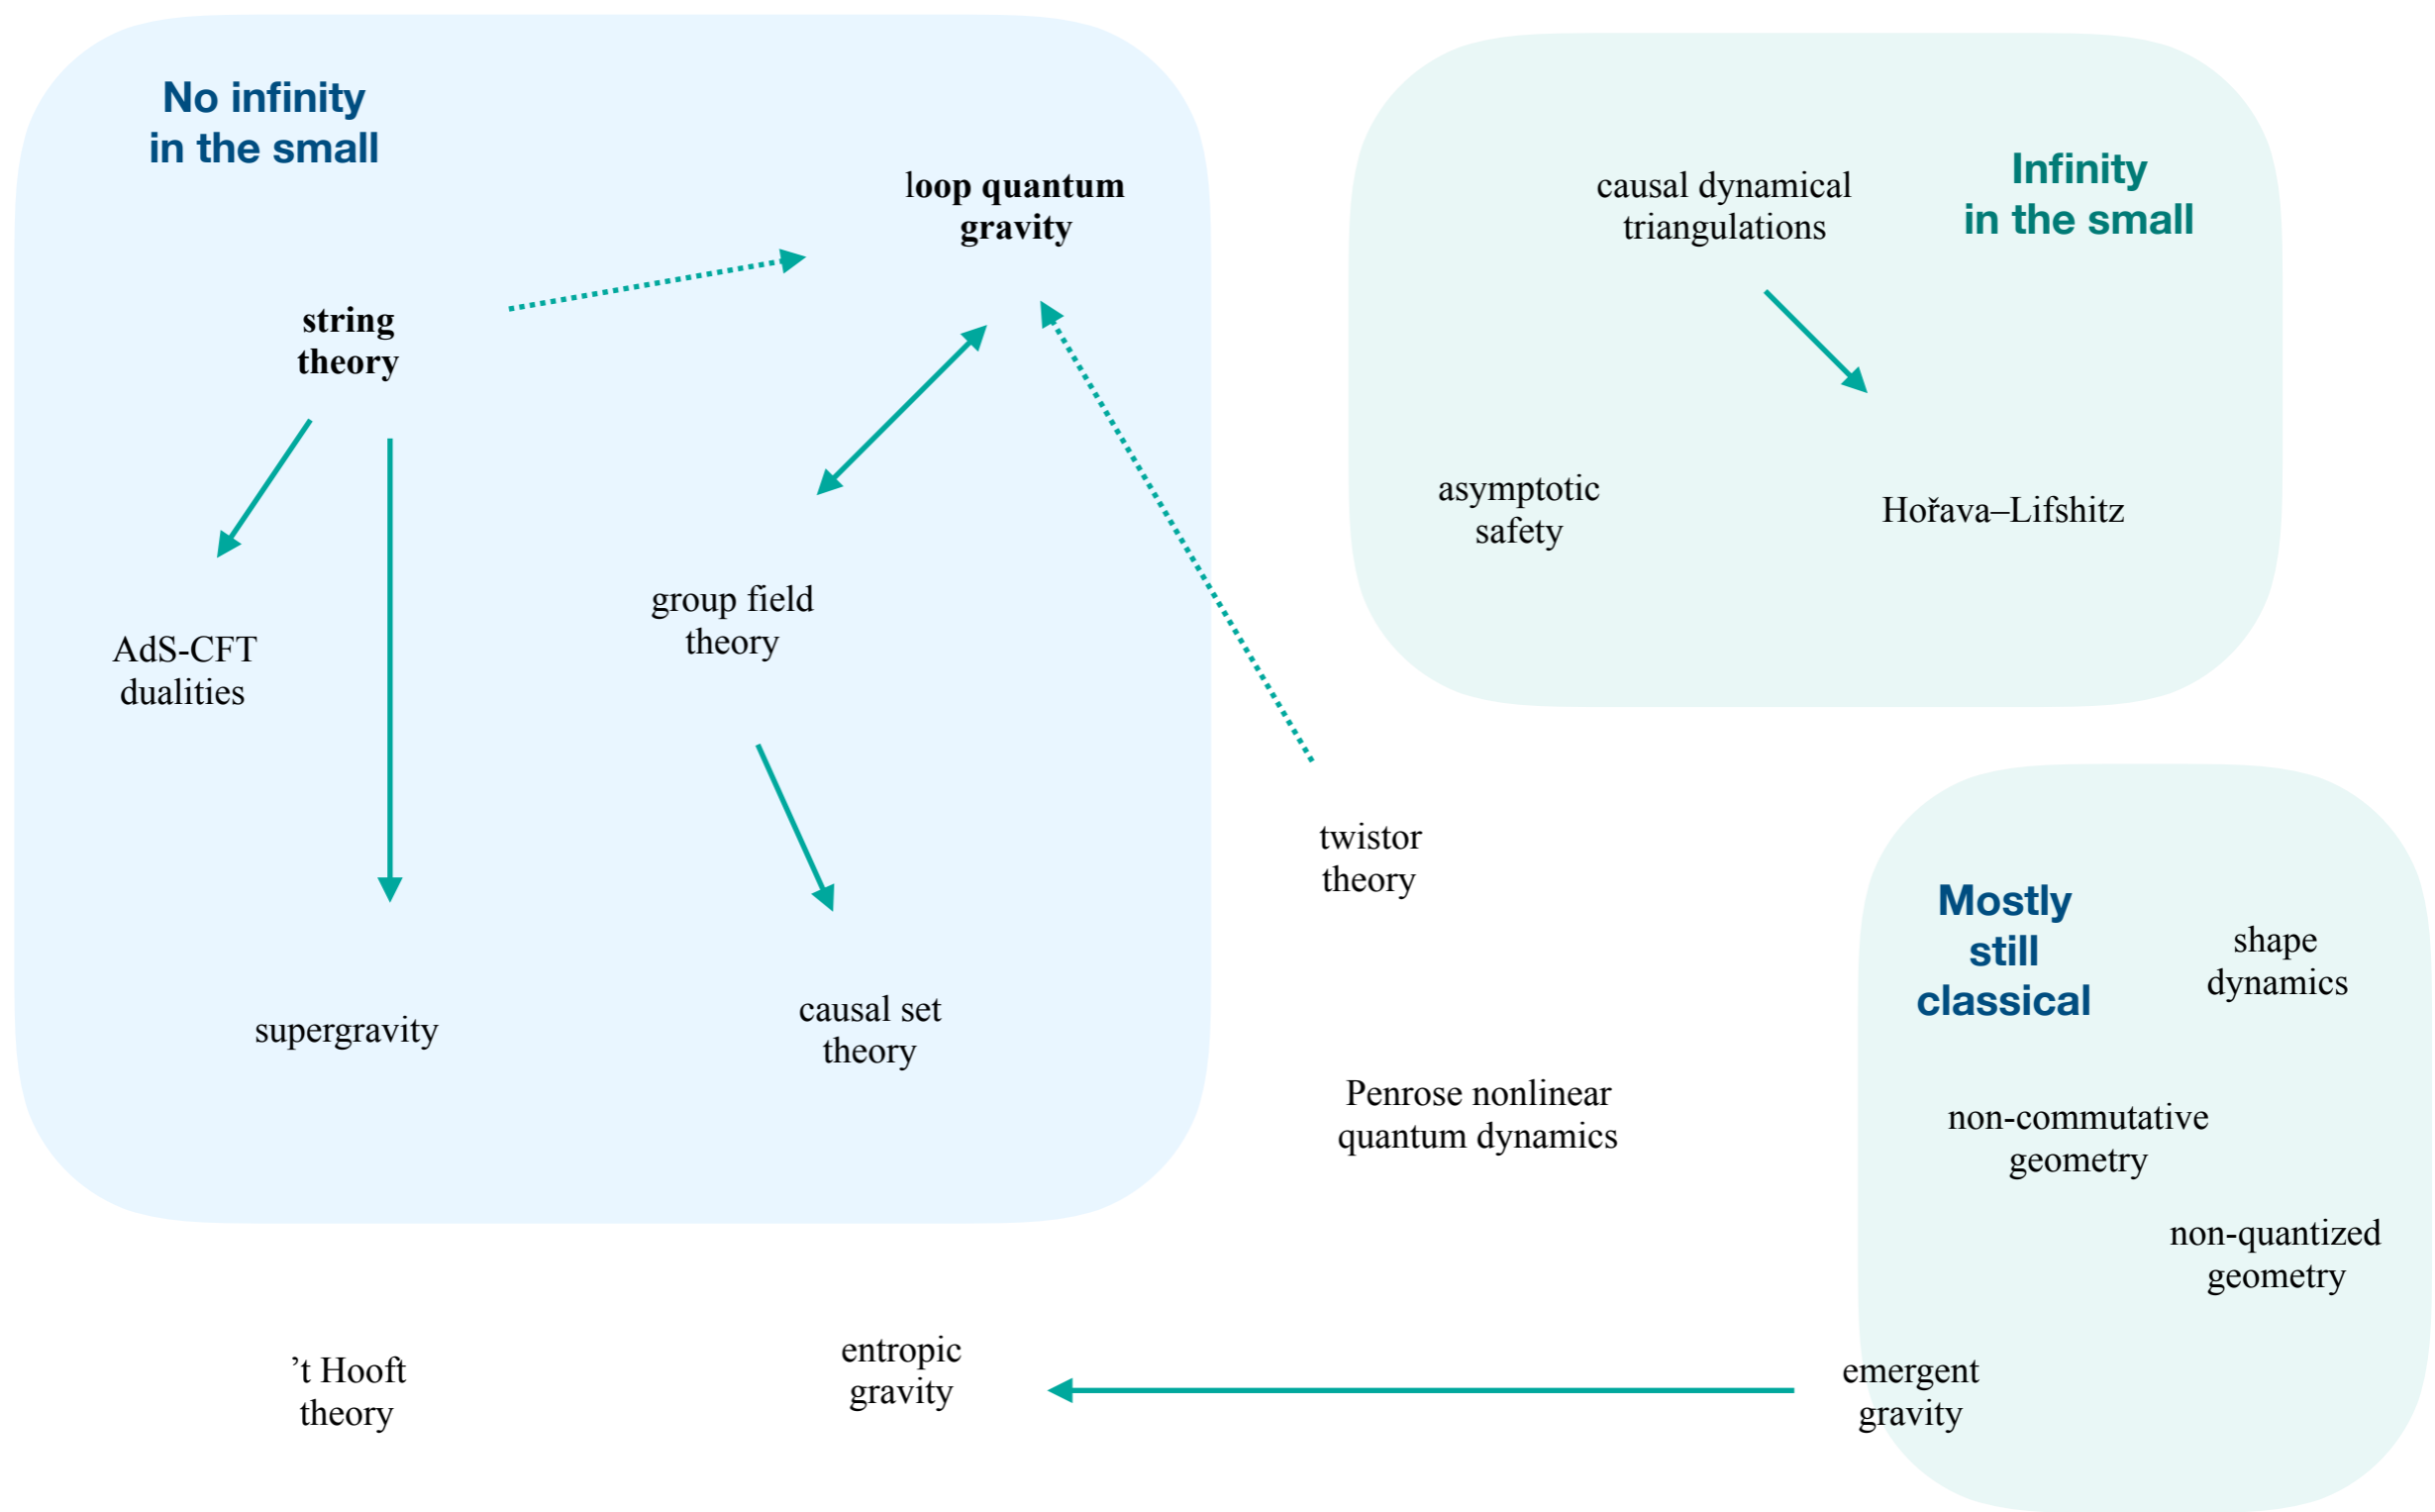 No infinity
in the small
loop quantum
gravity
string
theory
AdS-CFT
dualities
group field
theory
supergravity
causal set
theory
causal dynamical
triangulations
Infinity
in the small
asymptotic
safety
Hořava–Lifshitz
twistor
theory
Penrose nonlinear
quantum dynamics
Mostly
still
classical
shape
dynamics
non-commutative
geometry
non-quantized
geometry
’t Hooft
theory
entropic
gravity
emergent
gravity